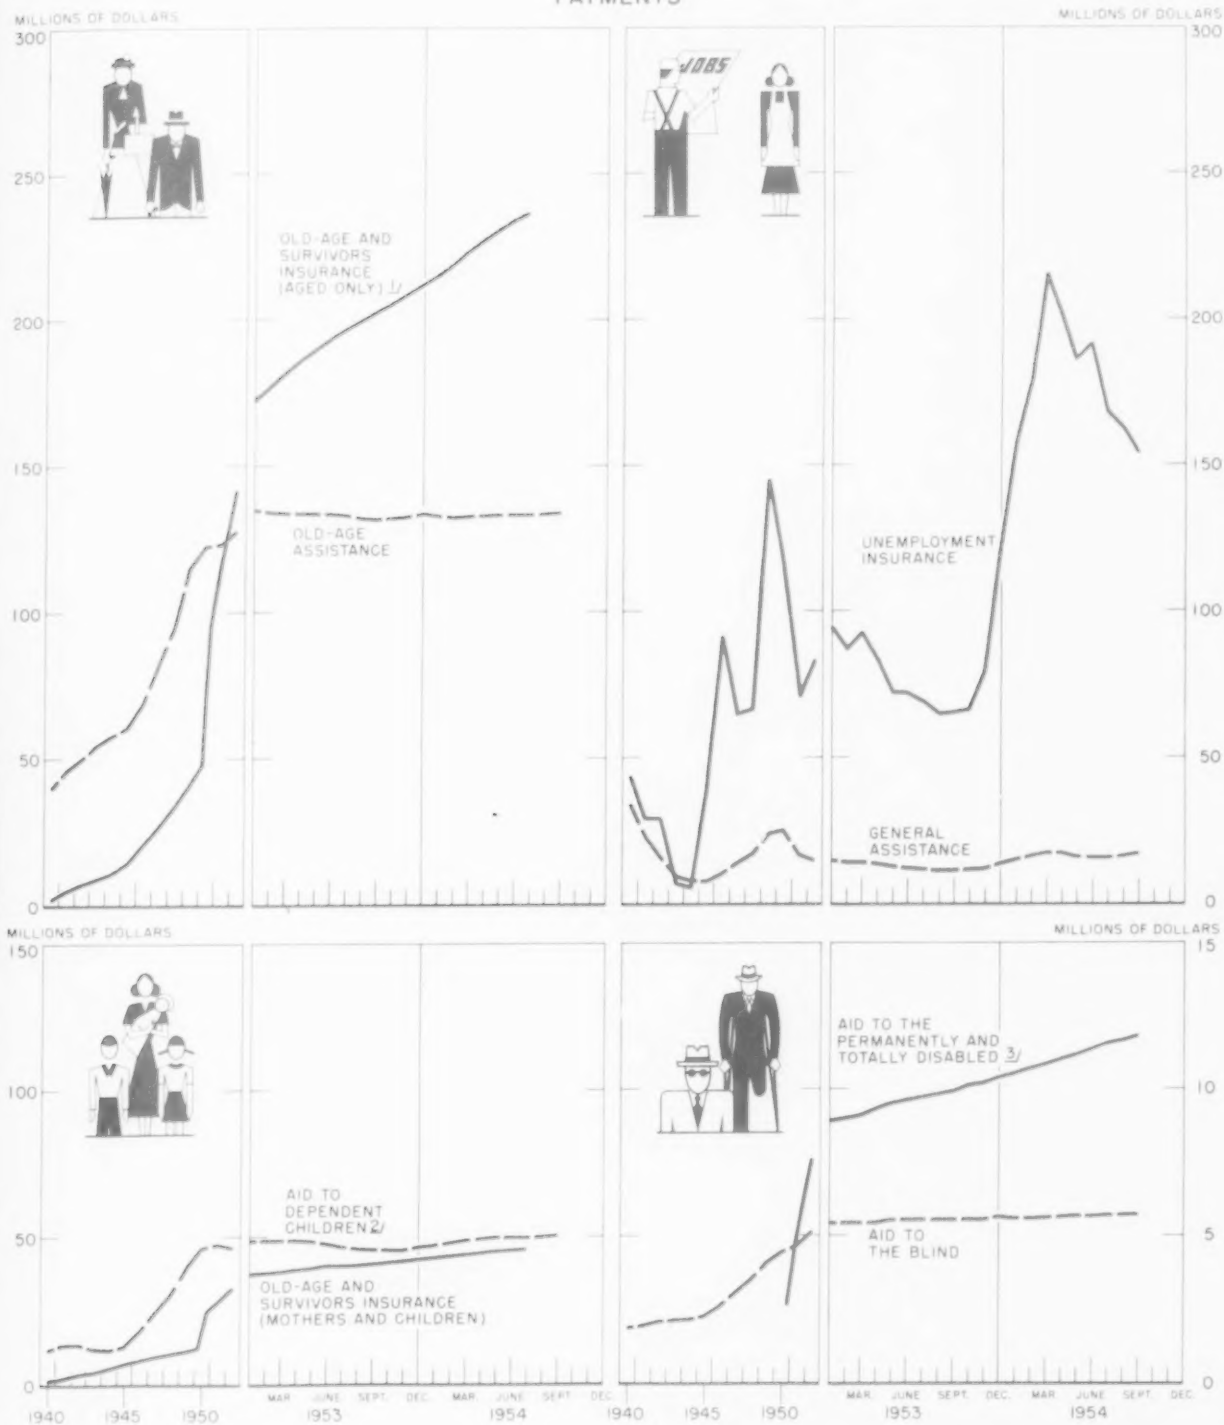 PAYMENTS
MILLIONS OF DOLLARS
MILLIONS OF DOLLARS
300
250
200
150
100
50
0
OLD-AGE AND
SURVIVORS
INSURANCE
(AGED ONLY) 1/
OLD-AGE
ASSISTANCE
JOBS
UNEMPLOYMENT
INSURANCE
GENERAL
ASSISTANCE
300
250
200
150
100
50
0
MILLIONS OF DOLLARS
MILLIONS OF DOLLARS
150
100
50
0
AID TO
DEPENDENT
CHILDREN 2/
OLD-AGE AND
SURVIVORS INSURANCE
(MOTHERS AND CHILDREN)
AID TO THE
PERMANENTLY AND
TOTALLY DISABLED 3/
AID TO
THE BLIND
15
10
5
0
MAR. JUNE SEPT. DEC. MAR. JUNE SEPT. DEC.
MAR. JUNE SEPT. DEC. MAR. JUNE SEPT. DEC.
1940 1945 1950 1953 1954
1940 1945 1950 1953 1954